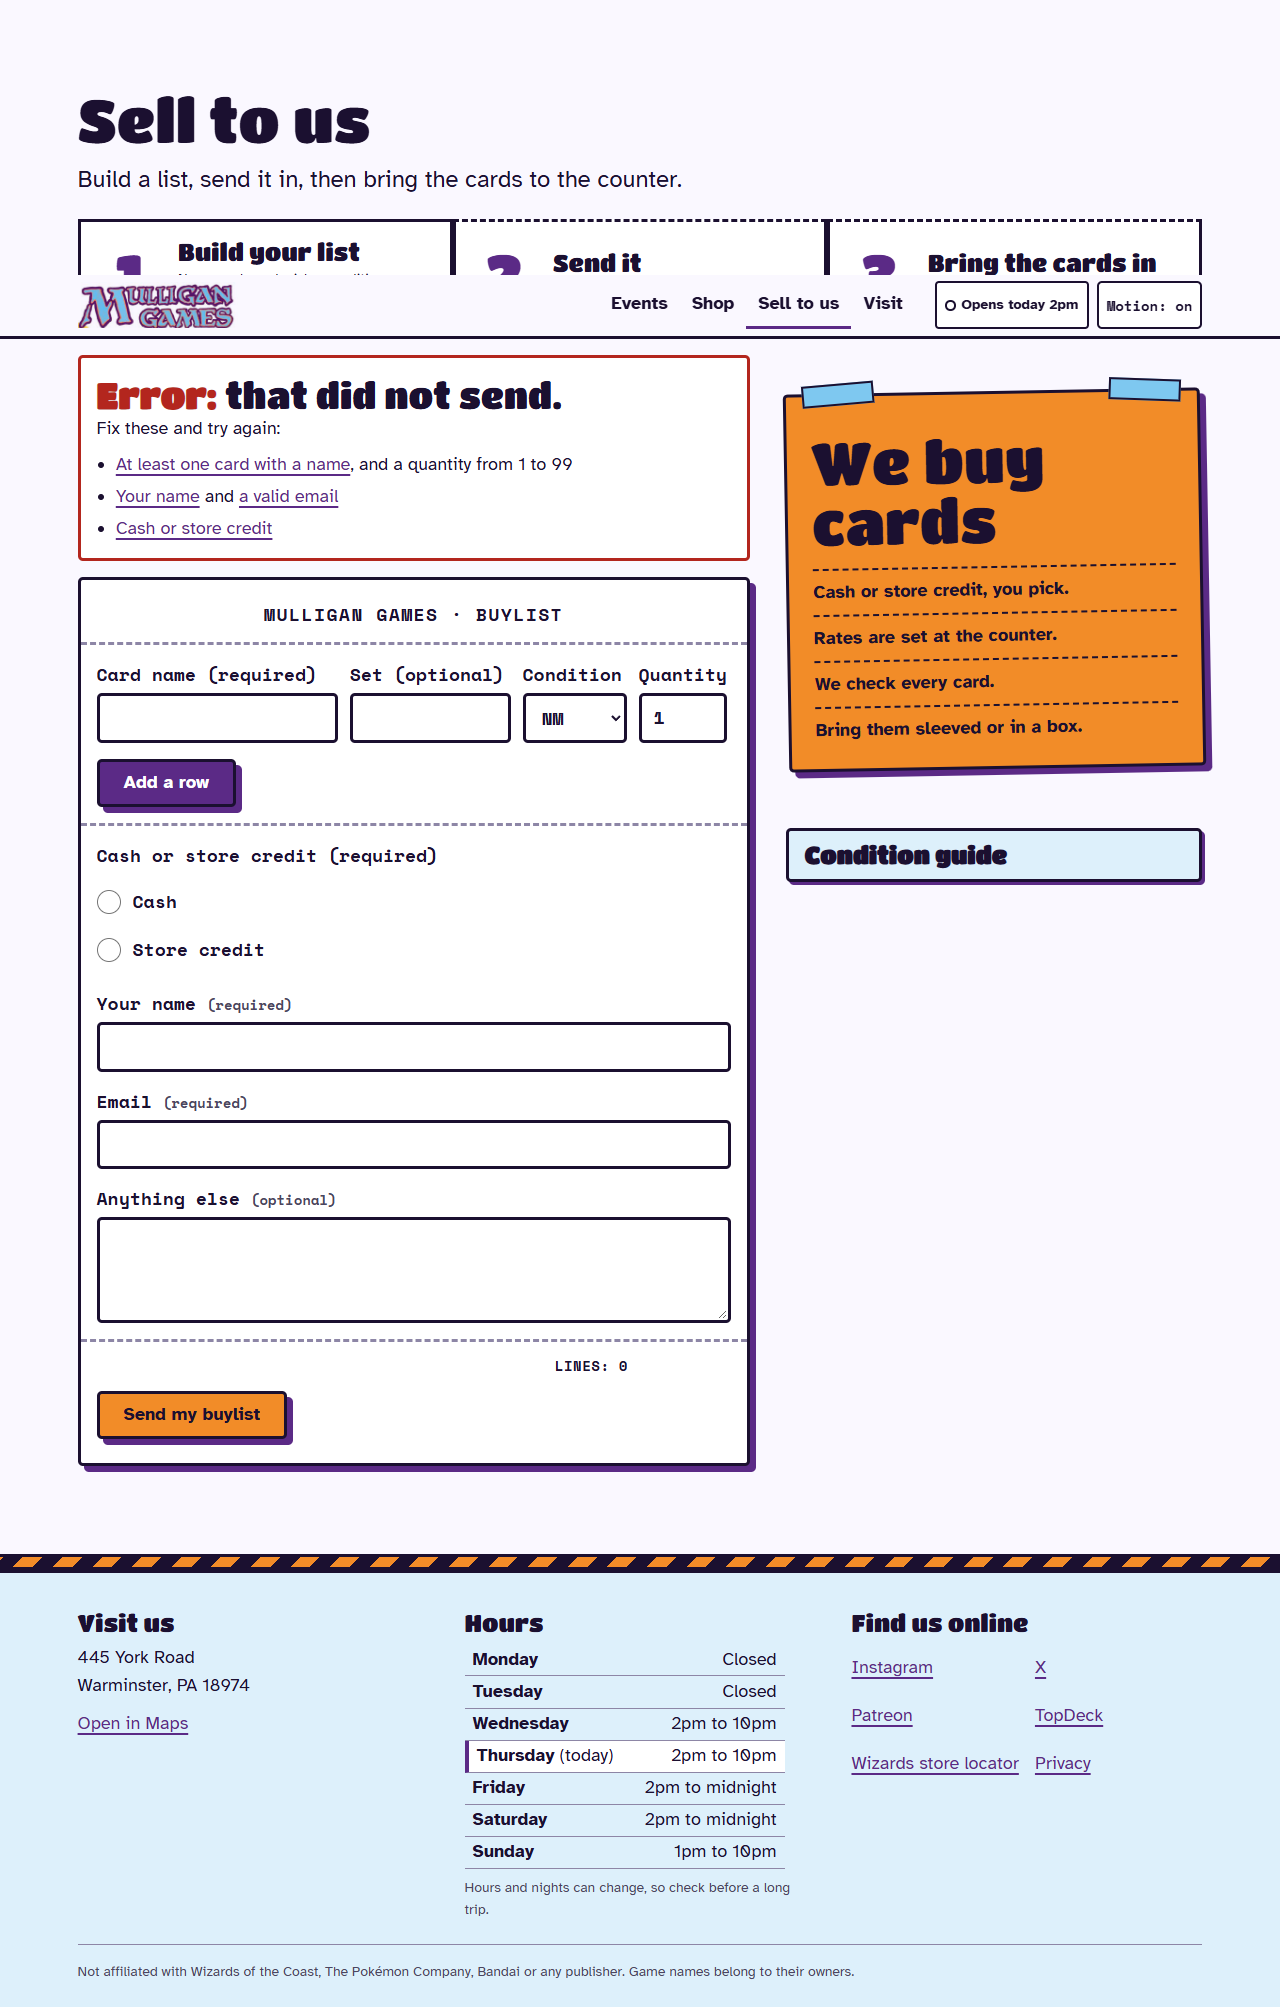 Sell to us
Build a list, send it in, then bring the cards to the counter.
1 Build your list
2 Send it
3 Bring the cards in
MULLIGAN GAMES
Events Shop Sell to us Visit Opens today 2pm Motion: on
Error: that did not send.
Fix these and try again:
At least one card with a name, and a quantity from 1 to 99
Your name and a valid email
Cash or store credit
MULLIGAN GAMES · BUYLIST
Card name (required) Set (optional) Condition Quantity
NM 1
Add a row
Cash or store credit (required)
Cash
Store credit
Your name (required)
Email (required)
Anything else (optional)
LINES: 0
Send my buylist
We buy
cards
Cash or store credit, you pick.
Rates are set at the counter.
We check every card.
Bring them sleeved or in a box.
Condition guide
Visit us
445 York Road
Warminster, PA 18974
Open in Maps
Hours
Monday Closed
Tuesday Closed
Wednesday 2pm to 10pm
Thursday (today) 2pm to 10pm
Friday 2pm to midnight
Saturday 2pm to midnight
Sunday 1pm to 10pm
Hours and nights can change, so check before a long
trip.
Find us online
Instagram X
Patreon TopDeck
Wizards store locator Privacy
Not affiliated with Wizards of the Coast, The Pokémon Company, Bandai or any publisher. Game names belong to their owners.